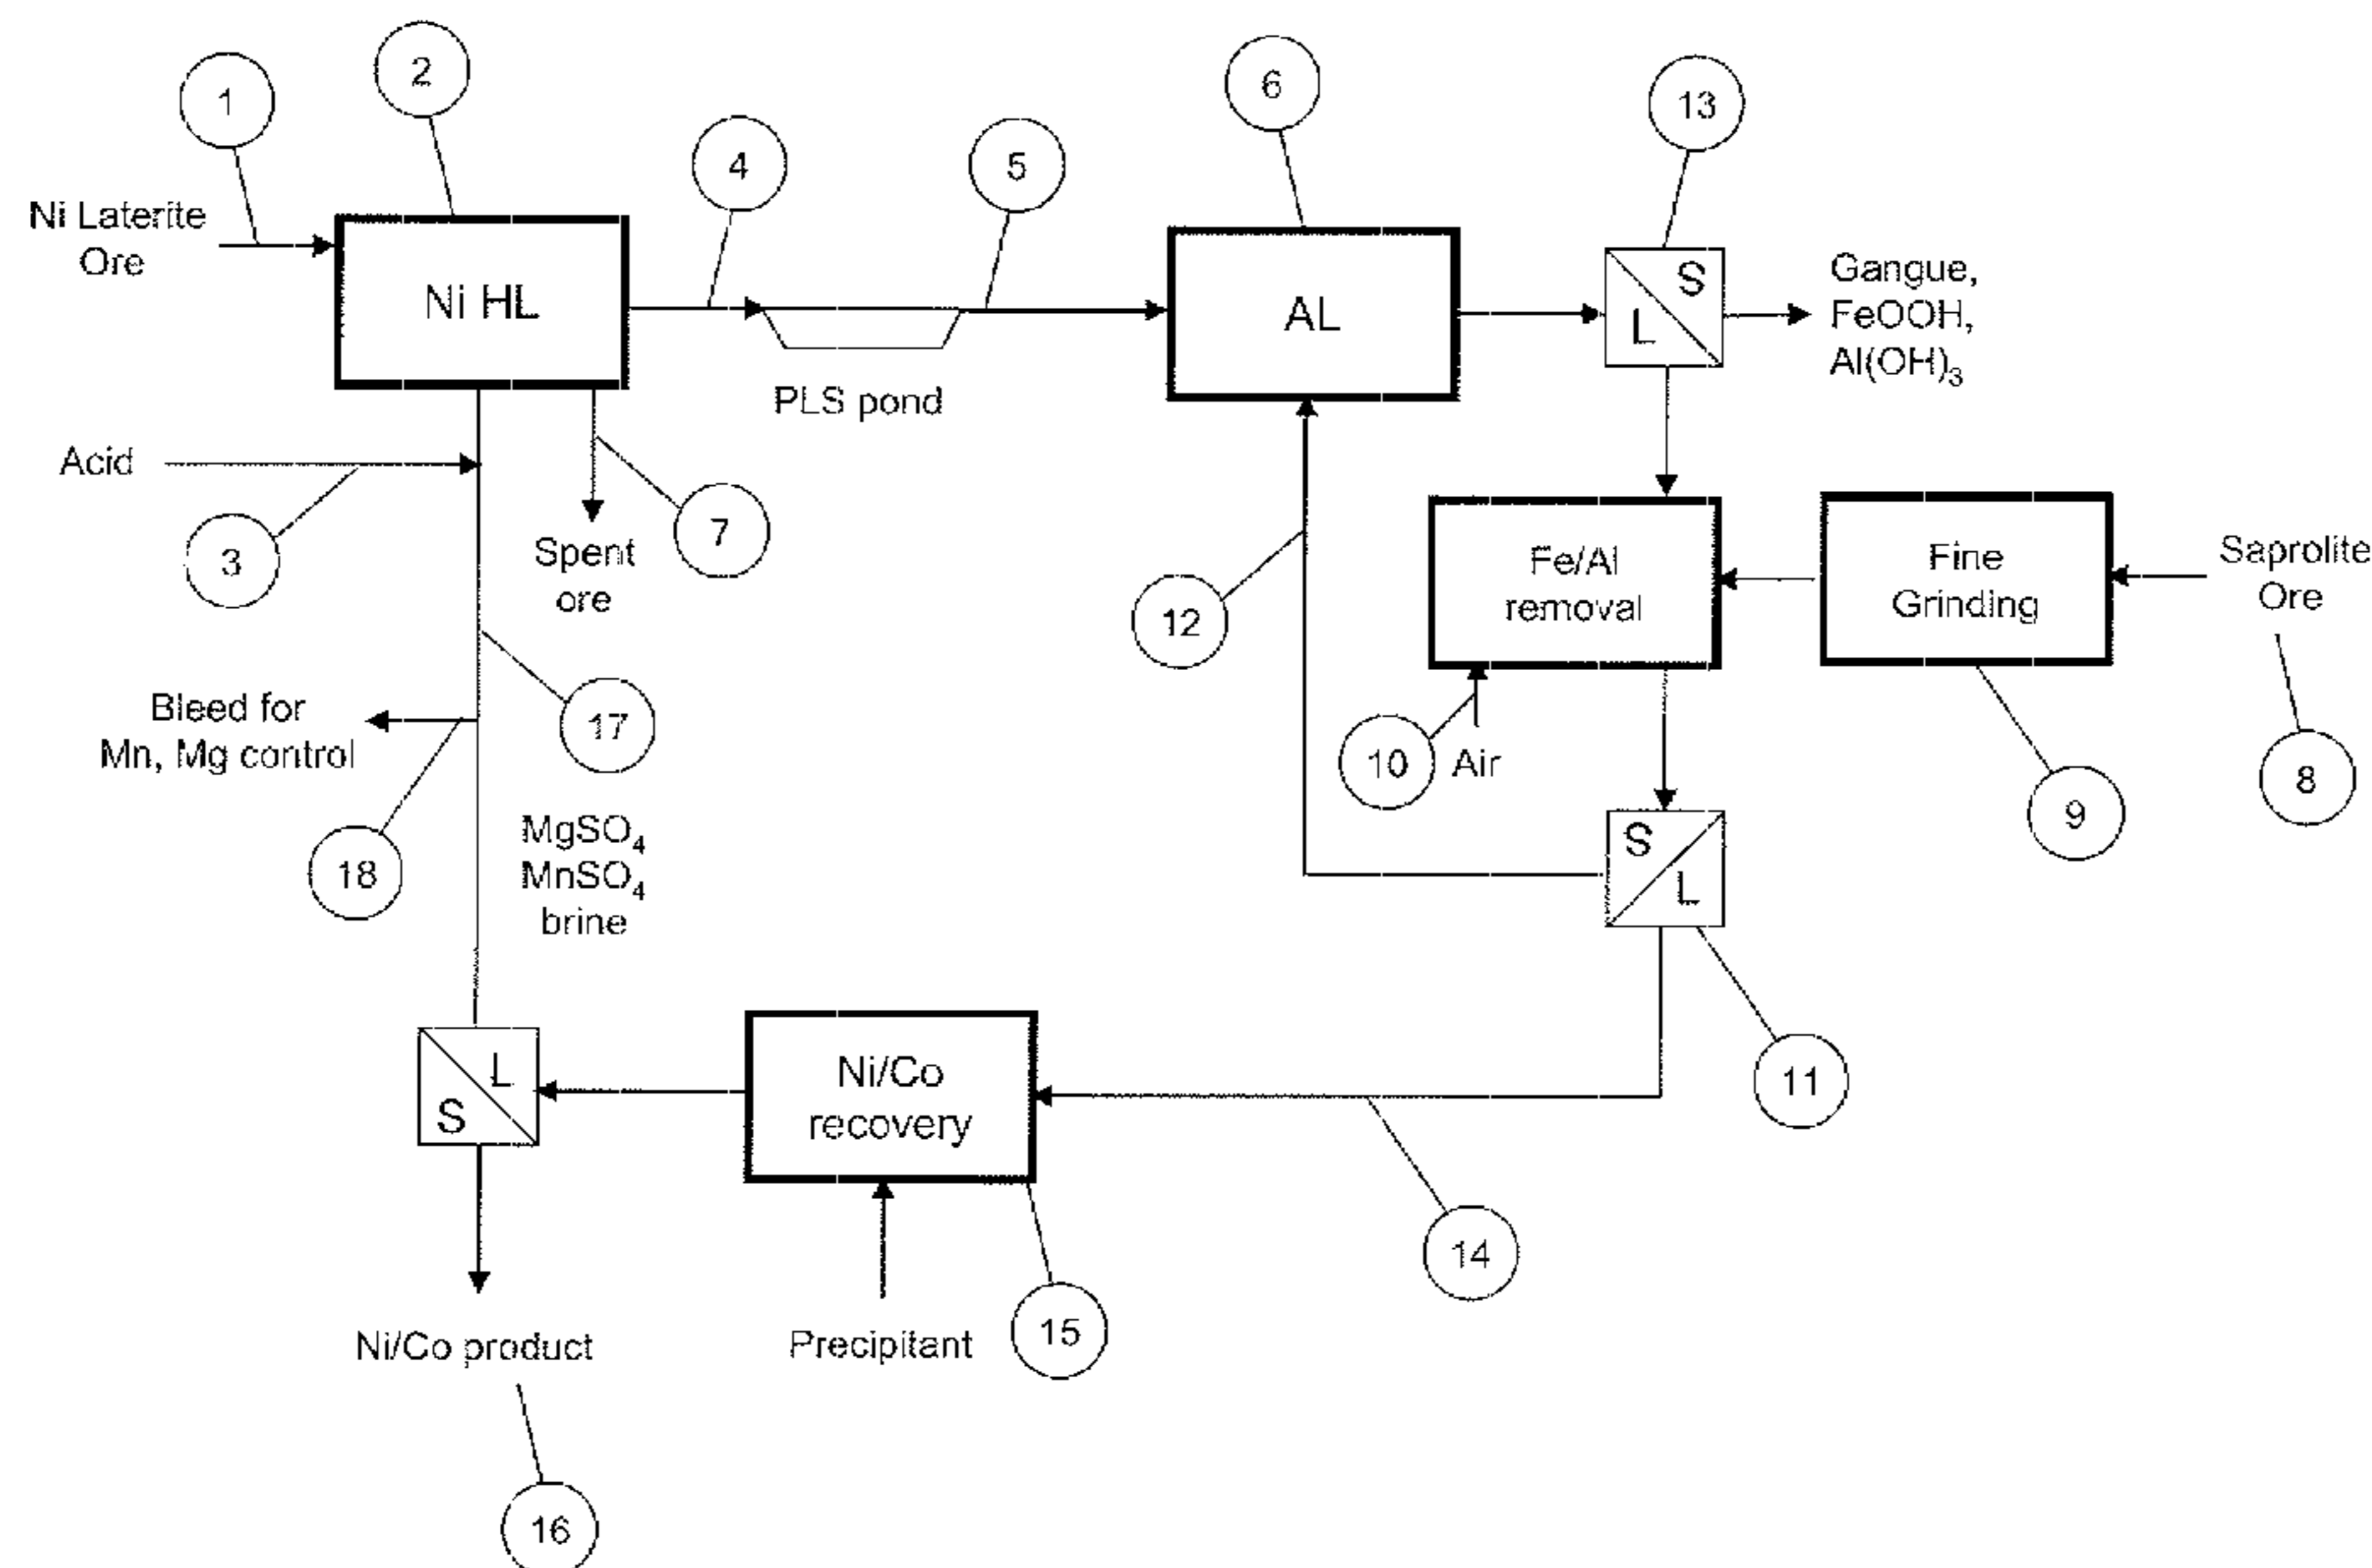 1
2
6
13
4
5
Ni Laterite
Ore
Ni HL
AL
S
L
Gangue,
FeOOH,
Al(OH)₃
PLS pond
Acid
3
Spent
ore
7
12
Fe/Al
removal
Fine
Grinding
Saprolite
Ore
10
Air
9
8
Bleed for
Mn, Mg control
17
18
MgSO₄
MnSO₄
brine
S
L
11
L
S
Ni/Co
recovery
14
Ni/Co product
Precipitant
15
16